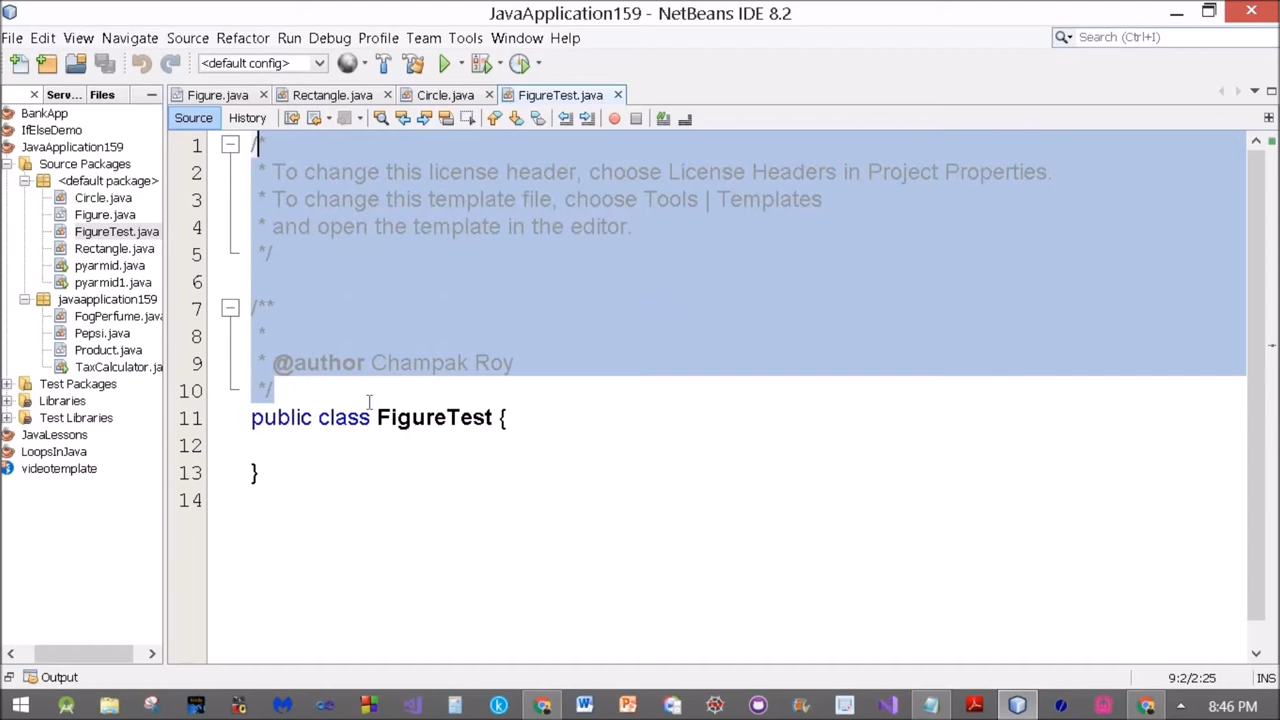 JavaApplication159 - NetBeans IDE 8.2
File Edit View Navigate Source Refactor Run Debug Profile Team Tools Window Help
Search (Ctrl+I)
<default config>
Serv... Files
Figure.java Rectangle.java Circle.java FigureTest.java
Source History
BankApp
IfElseDemo
JavaApplication159
Source Packages
<default package>
Circle.java
Figure.java
FigureTest.java
Rectangle.java
pyarmid.java
pyarmid1.java
javaapplication159
FogPerfume.java
Pepsi.java
Product.java
TaxCalculator.ja
Test Packages
Libraries
Test Libraries
JavaLessons
LoopsInJava
videotemplate
1 /*
2 * To change this license header, choose License Headers in Project Properties.
3 * To change this template file, choose Tools | Templates
4 * and open the template in the editor.
5 */
6
7 /**
8 *
9 * @author Champak Roy
10 */
11 public class FigureTest {
12
13 }
14
Output
9:2/2:25 INS
8:46 PM